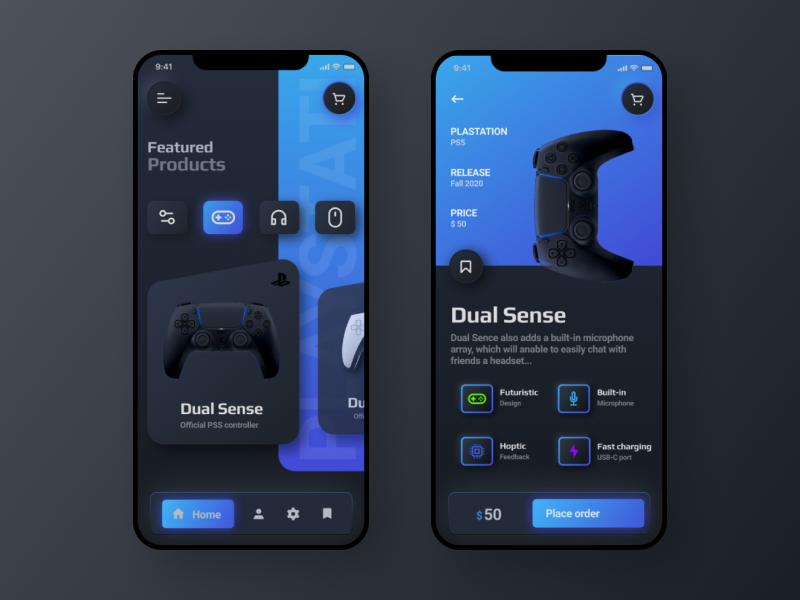 9:41
Featured
Products
PLAYSTATI
Dual Sense
Official PS5 controller
Du
Offi
Home
9:41
PLASTATION
PS5
RELEASE
Fall 2020
PRICE
$ 50
Dual Sense
Dual Sence also adds a built-in microphone
array, which will anable to easily chat with
friends a headset...
Futuristic
Design
Built-in
Microphone
Hoptic
Feedback
Fast charging
USB-C port
$ 50
Place order